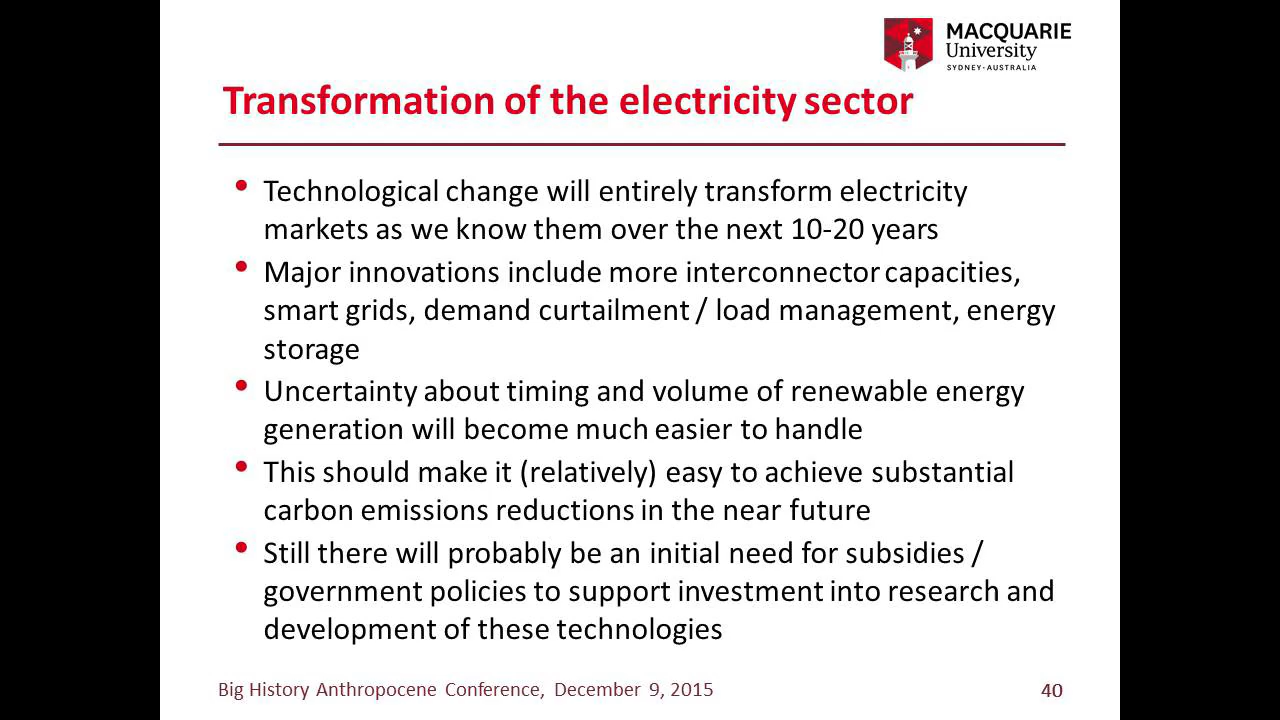 MACQUARIE
University
SYDNEY·AUSTRALIA
Transformation of the electricity sector
• Technological change will entirely transform electricity
markets as we know them over the next 10-20 years
• Major innovations include more interconnector capacities,
smart grids, demand curtailment / load management, energy
storage
• Uncertainty about timing and volume of renewable energy
generation will become much easier to handle
• This should make it (relatively) easy to achieve substantial
carbon emissions reductions in the near future
• Still there will probably be an initial need for subsidies /
government policies to support investment into research and
development of these technologies
Big History Anthropocene Conference, December 9, 2015
40